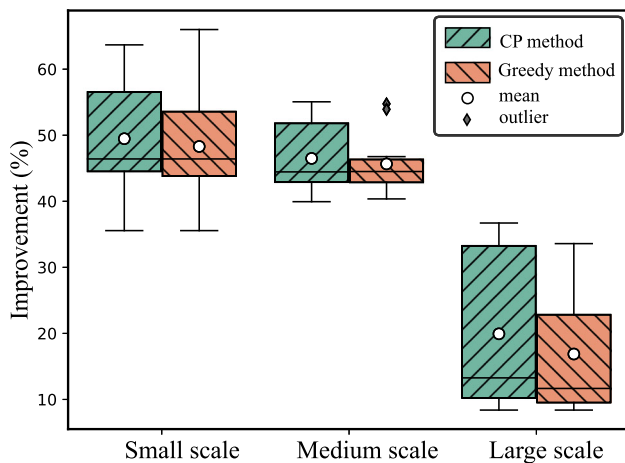 CP method
Greedy method
mean
outlier
Improvement (%)
60
50
40
30
20
10
Small scale
Medium scale
Large scale